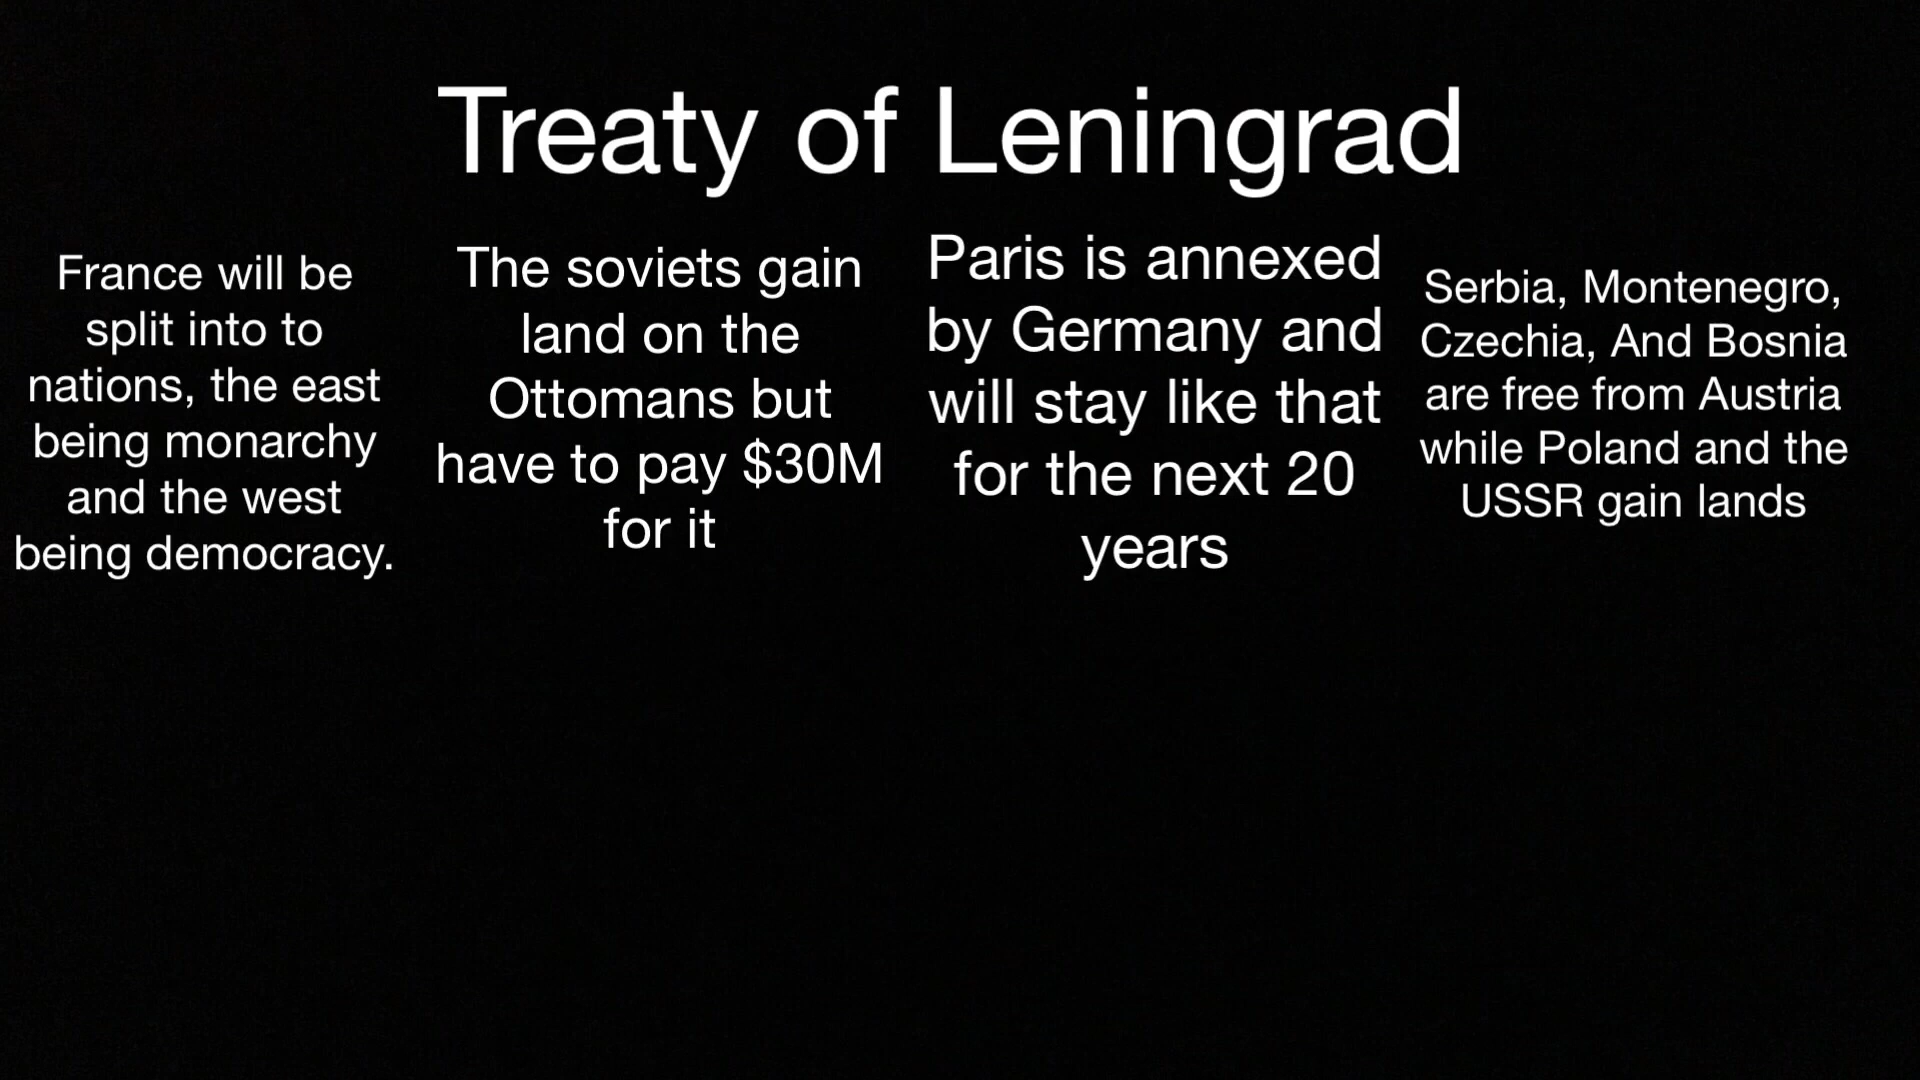 Treaty of Leningrad
France will be
split into to
nations, the east
being monarchy
and the west
being democracy.
The soviets gain
land on the
Ottomans but
have to pay $30M
for it
Paris is annexed
by Germany and
will stay like that
for the next 20
years
Serbia, Montenegro,
Czechia, And Bosnia
are free from Austria
while Poland and the
USSR gain lands